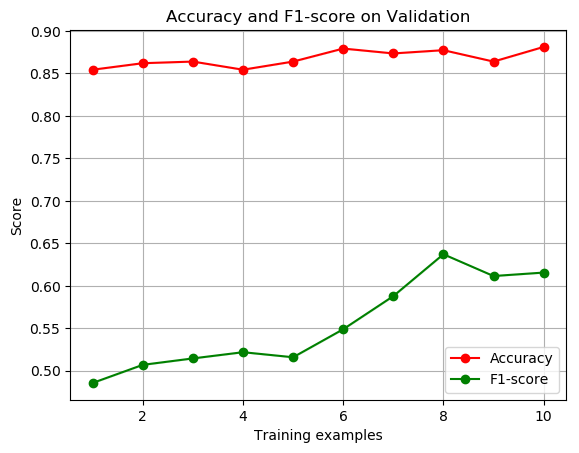 Accuracy and F1-score on Validation
0.90
0.85
0.80
0.75
0.70
0.65
0.60
0.55
0.50
Score
Accuracy
F1-score
2 4 6 8 10
Training examples